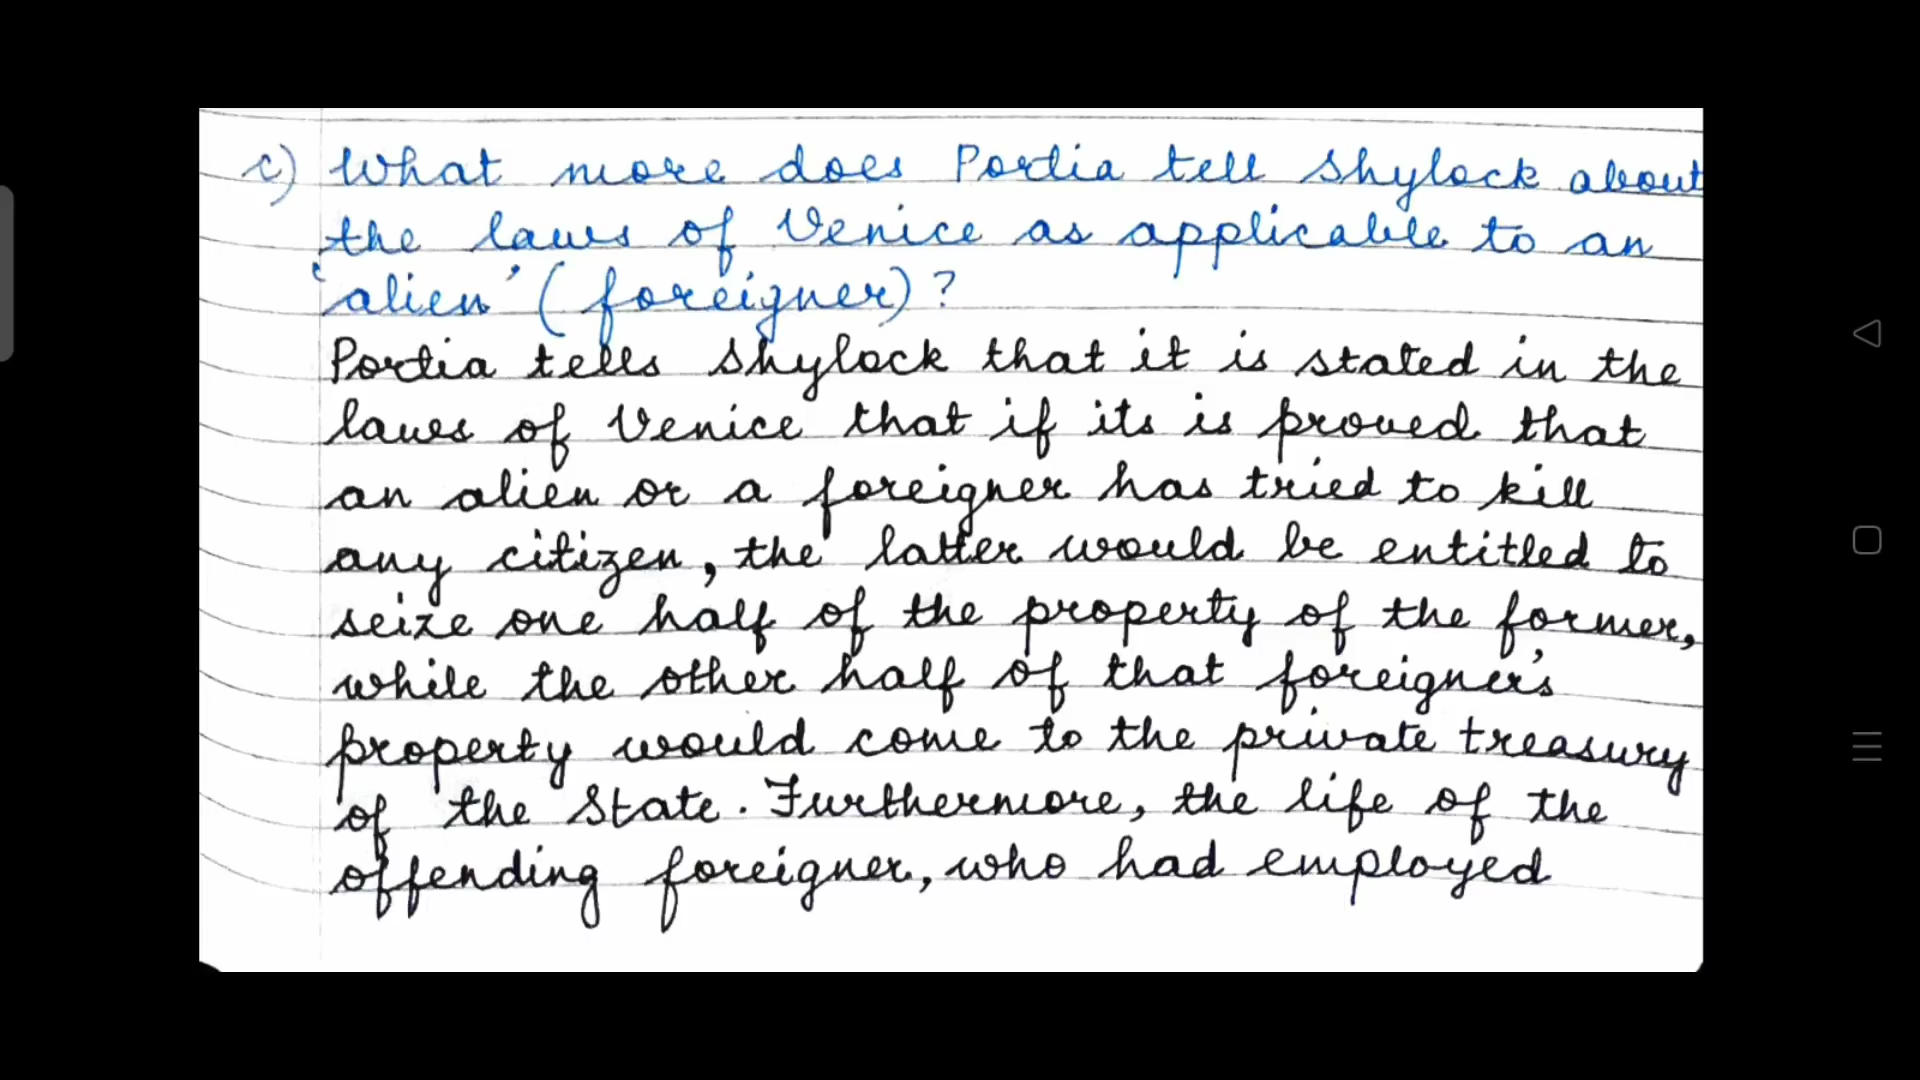 c) What more does Portia tell Shylock about
the laws of Venice as applicable to an
'alien' (foreigner)?
Portia tells Shylock that it is stated in the
laws of Venice that if its is proved that
an alien or a foreigner has tried to kill
any citizen, the latter would be entitled to
seize one half of the property of the former,
while the other half of that foreigner's
property would come to the private treasury
of the State. Furthermore, the life of the
offending foreigner, who had employed